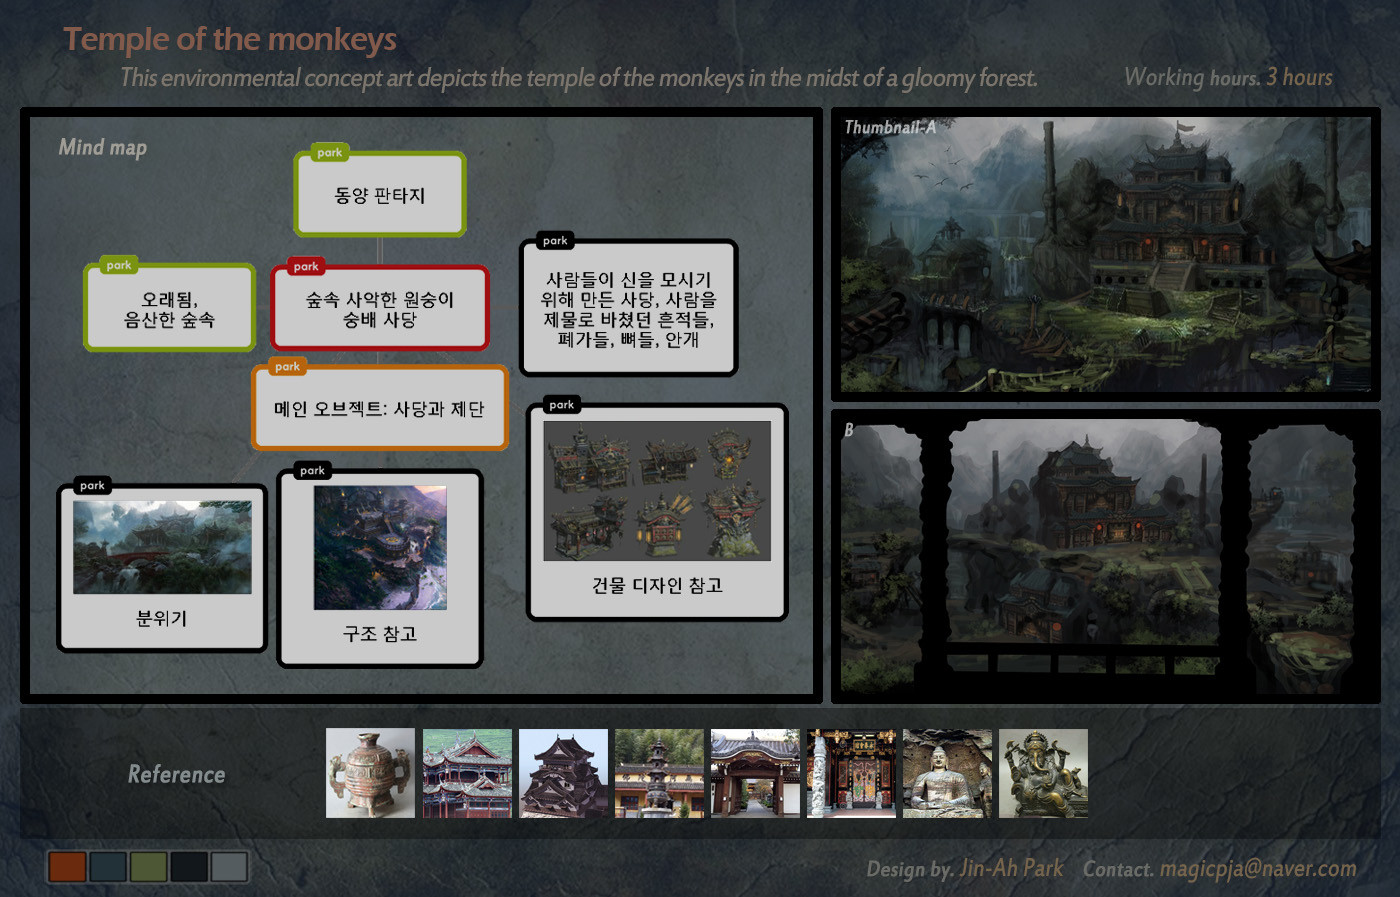 Temple of the monkeys
This environmental concept art depicts the temple of the monkeys in the midst of a gloomy forest.
Working hours. 3 hours
Mind map
park
동양 판타지
park
오래됨,
음산한 숲속
park
숲속 사악한 원숭이
숭배 사당
park
사람들이 신을 모시기
위해 만든 사당, 사람을
제물로 바쳤던 흔적들,
폐가들, 뼈들, 안개
park
메인 오브젝트: 사당과 제단
park
분위기
park
구조 참고
park
건물 디자인 참고
Thumbnail-A
B
Reference
Design by. Jin-Ah Park
Contact. magicpja@naver.com